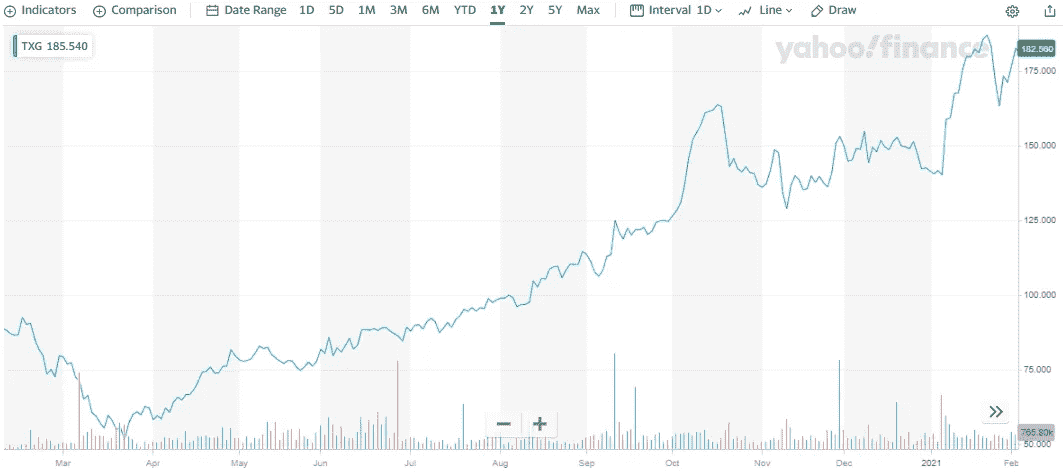 Indicators Comparison Date Range 1D 5D 1M 3M 6M YTD 1Y 2Y 5Y Max Interval 1D Line Draw
TXG 185.540
yahoo!finance
182.560
175.000
150.000
125.000
100.000
75.000
50.000
Mar Apr May Jun Jul Aug Sep Oct Nov Dec 2021 Feb